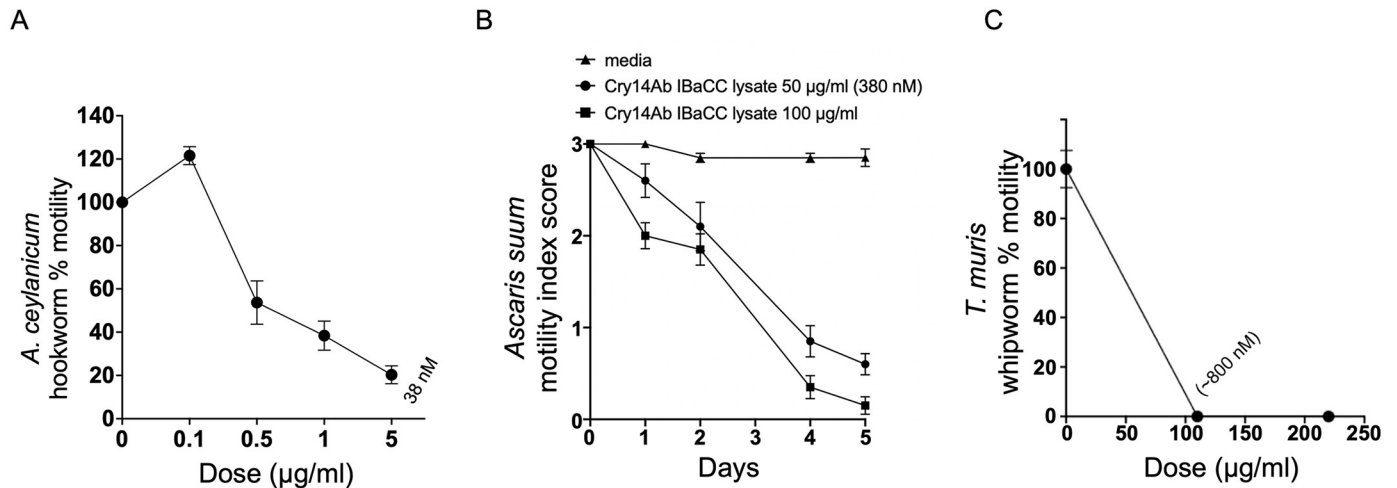 A
A. ceylanicum
hookworm % motility
140
120
100
80
60
40
20
0
0 0.1 0.5 1 5
38 nM
Dose (µg/ml)
B
media
Cry14Ab IBaCC lysate 50 µg/ml (380 nM)
Cry14Ab IBaCC lysate 100 µg/ml
Ascaris suum
motility index score
3
2
1
0
0 1 2 3 4 5
Days
C
T. muris
whipworm % motility
100
80
60
40
20
0
(~800 nM)
0 50 100 150 200 250
Dose (µg/ml)